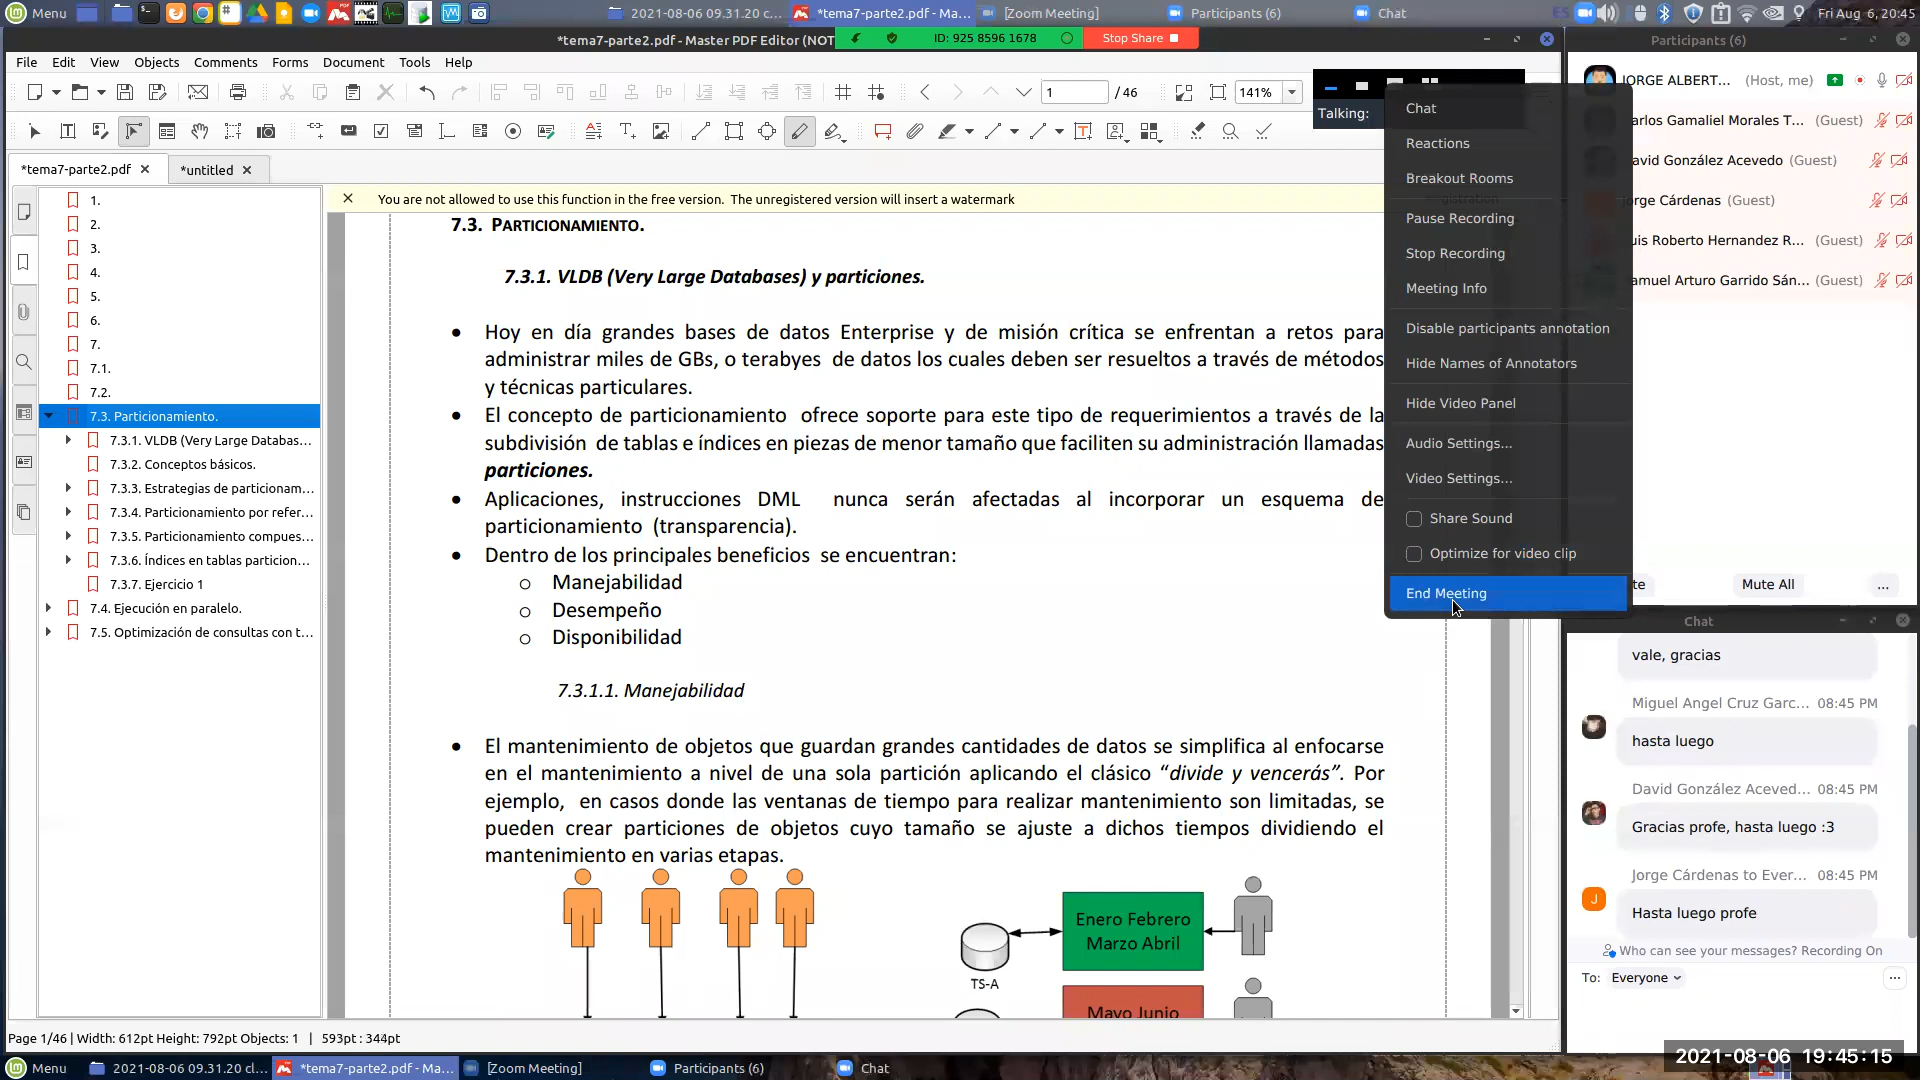 Menu
2021-08-06 09.31.20 c...
*tema7-parte2.pdf - Ma...
[Zoom Meeting]
Participants (6)
Chat
ES
Fri Aug 6, 20:45
*tema7-parte2.pdf - Master PDF Editor (NOT
ID: 925 8596 1678
Stop Share
File Edit View Objects Comments Forms Document Tools Help
1 / 46
141%
Talking:
*tema7-parte2.pdf
*untitled
You are not allowed to use this function in the free version. The unregistered version will insert a watermark
1.
2.
3.
4.
5.
6.
7.
7.1.
7.2.
7.3. Particionamiento.
7.3.1. VLDB (Very Large Databas...
7.3.2. Conceptos básicos.
7.3.3. Estrategias de particionam...
7.3.4. Particionamiento por refer...
7.3.5. Particionamiento compues...
7.3.6. Índices en tablas particion...
7.3.7. Ejercicio 1
7.4. Ejecución en paralelo.
7.5. Optimización de consultas con t...
7.3. PARTICIONAMIENTO.
7.3.1. VLDB (Very Large Databases) y particiones.
• Hoy en día grandes bases de datos Enterprise y de misión crítica se enfrentan a retos para
administrar miles de GBs, o terabyes de datos los cuales deben ser resueltos a través de métodos
y técnicas particulares.
• El concepto de particionamiento ofrece soporte para este tipo de requerimientos a través de la
subdivisión de tablas e índices en piezas de menor tamaño que faciliten su administración llamadas
particiones.
• Aplicaciones, instrucciones DML nunca serán afectadas al incorporar un esquema de
particionamiento (transparencia).
• Dentro de los principales beneficios se encuentran:
o Manejabilidad
o Desempeño
o Disponibilidad
7.3.1.1. Manejabilidad
• El mantenimiento de objetos que guardan grandes cantidades de datos se simplifica al enfocarse
en el mantenimiento a nivel de una sola partición aplicando el clásico “divide y vencerás”. Por
ejemplo, en casos donde las ventanas de tiempo para realizar mantenimiento son limitadas, se
pueden crear particiones de objetos cuyo tamaño se ajuste a dichos tiempos dividiendo el
mantenimiento en varias etapas.
TS-A
Enero Febrero
Marzo Abril
Mayo Junio
Chat
Reactions
Breakout Rooms
Pause Recording
Stop Recording
Meeting Info
Disable participants annotation
Hide Names of Annotators
Hide Video Panel
Audio Settings...
Video Settings...
Share Sound
Optimize for video clip
End Meeting
Participants (6)
JORGE ALBERT... (Host, me)
arlos Gamaliel Morales T... (Guest)
avid González Acevedo (Guest)
orge Cárdenas (Guest)
uis Roberto Hernandez R... (Guest)
amuel Arturo Garrido Sán... (Guest)
te
Mute All
...
Chat
vale, gracias
Miguel Angel Cruz Garc... 08:45 PM
hasta luego
David González Aceved... 08:45 PM
Gracias profe, hasta luego :3
J
Jorge Cárdenas to Ever... 08:45 PM
Hasta luego profe
Who can see your messages? Recording On
To: Everyone
Page 1/46 | Width: 612pt Height: 792pt Objects: 1 | 593pt : 344pt
Menu
2021-08-06 09.31.20 cl...
*tema7-parte2.pdf - Ma...
[Zoom Meeting]
Participants (6)
Chat
2021-08-06 19:45:15